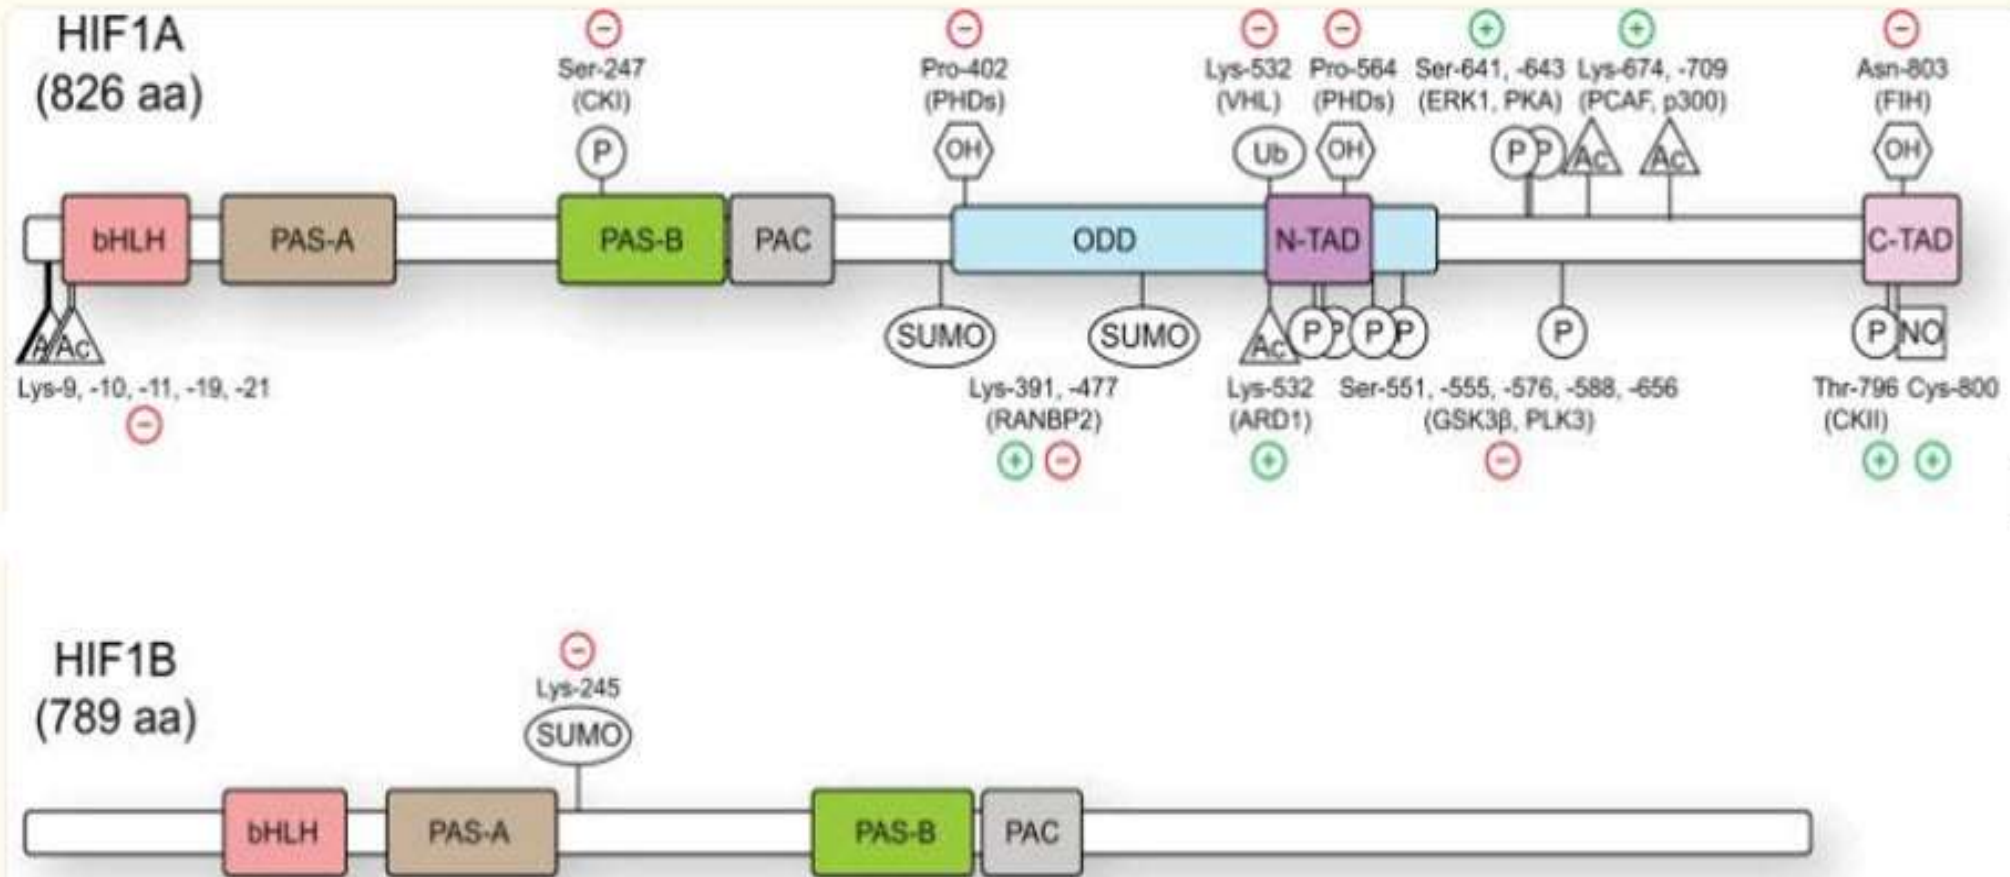 HIF1A
(826 aa)
Ser-247
(CKI)
P
Pro-402
(PHDs)
OH
Lys-532
(VHL)
Ub
Pro-564
(PHDs)
OH
Ser-641, -643
(ERK1, PKA)
P P
Lys-674, -709
(PCAF, p300)
Ac Ac
Asn-803
(FIH)
OH
bHLH PAS-A PAS-B PAC ODD N-TAD C-TAD
A Ac
Lys-9, -10, -11, -19, -21
SUMO SUMO
Lys-391, -477
(RANBP2)
Ac
Lys-532
(ARD1)
P P P P P
Ser-551, -555, -576, -588, -656
(GSK3β, PLK3)
P NO
Thr-796 Cys-800
(CKII)
HIF1B
(789 aa)
Lys-245
SUMO
bHLH PAS-A PAS-B PAC